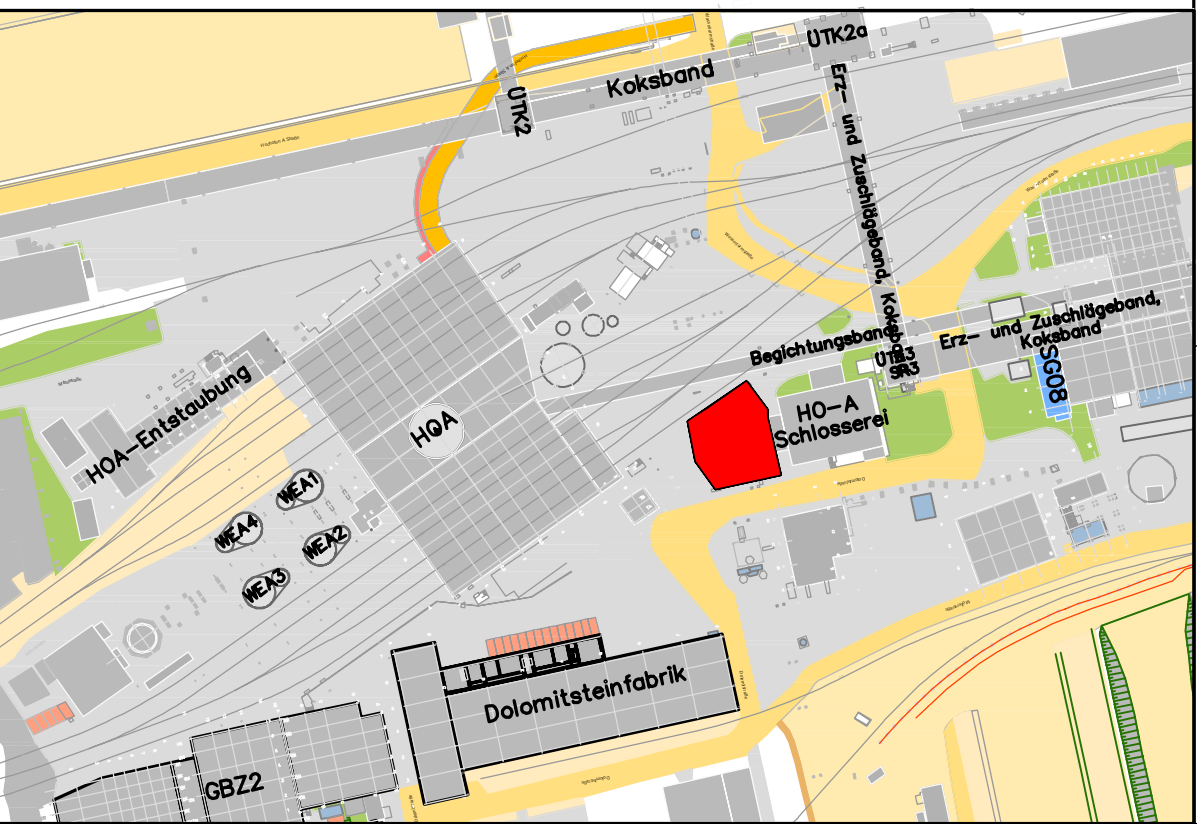 ÜTK2a
Koksband
ÜTK2
Erz- und Zuschlägeband, Koksband
Begichtungsband
Erz- und Zuschlägeband,
Koksband
SR3
SG08
HO-A
Schlosserei
HOA-Entstaubung
HOA
WEA1
WEA4
WEA2
WEA3
Dolomitsteinfabrik
GBZ2